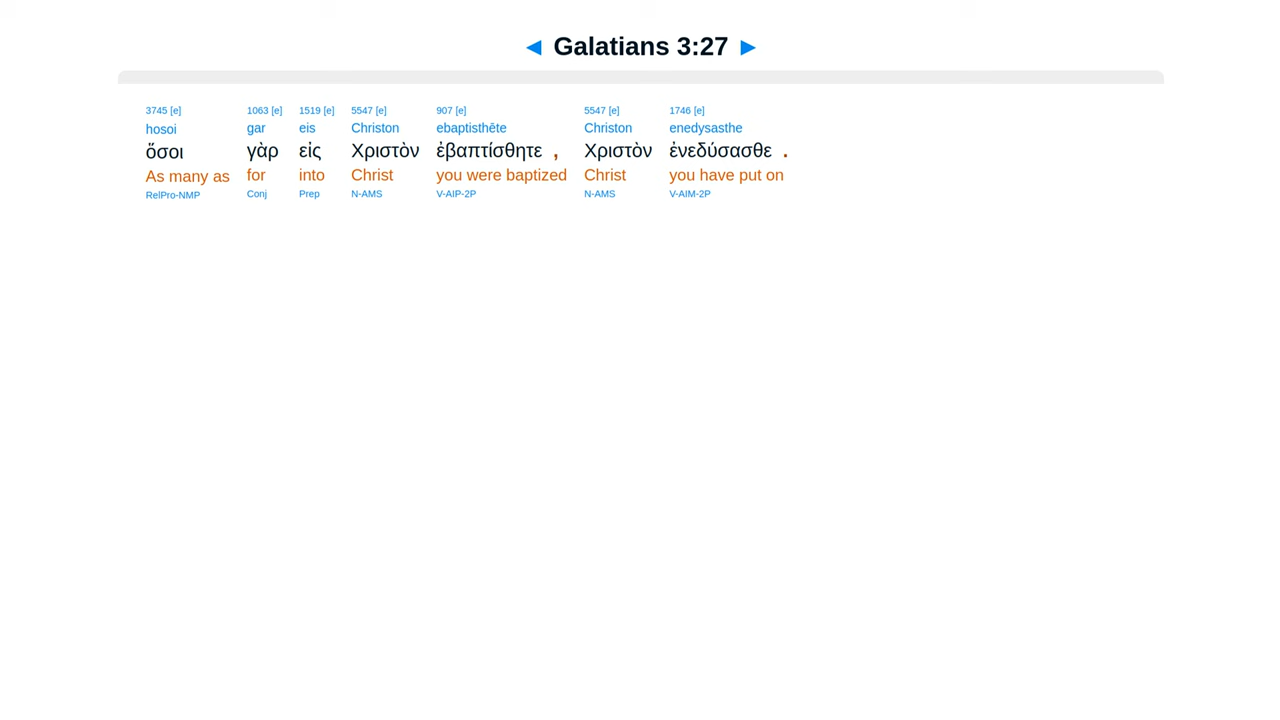 ◄ Galatians 3:27 ►
3745 [e] 1063 [e] 1519 [e] 5547 [e] 907 [e] 5547 [e] 1746 [e]
hosoi gar eis Christon ebaptisthēte Christon enedysasthe
ὅσοι γὰρ εἰς Χριστὸν ἐβαπτίσθητε , Χριστὸν ἐνεδύσασθε .
As many as for into Christ you were baptized Christ you have put on
RelPro-NMP Conj Prep N-AMS V-AIP-2P N-AMS V-AIM-2P